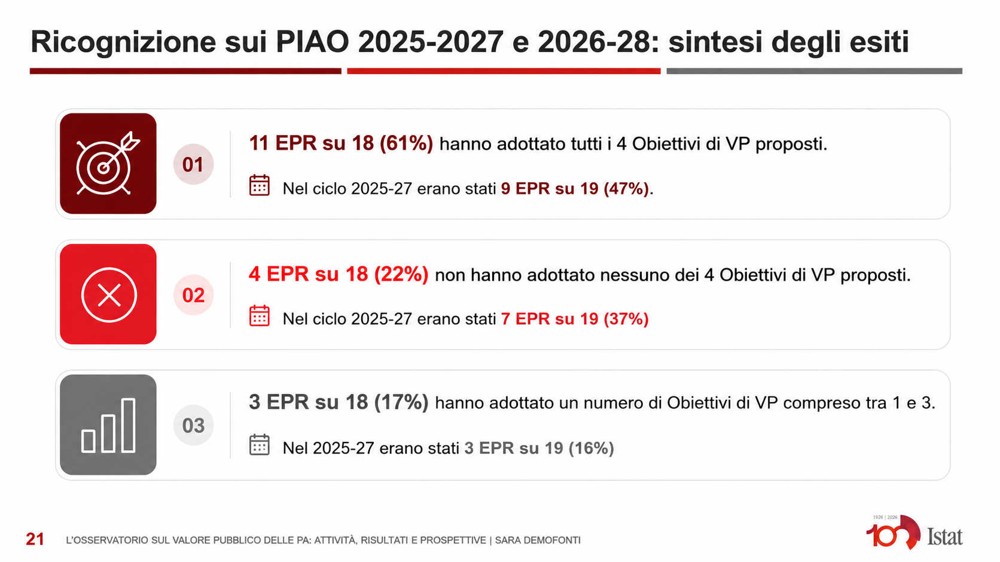 Ricognizione sui PIAO 2025-2027 e 2026-28: sintesi degli esiti
01
11 EPR su 18 (61%) hanno adottato tutti i 4 Obiettivi di VP proposti.
Nel ciclo 2025-27 erano stati 9 EPR su 19 (47%).
02
4 EPR su 18 (22%) non hanno adottato nessuno dei 4 Obiettivi di VP proposti.
Nel ciclo 2025-27 erano stati 7 EPR su 19 (37%)
03
3 EPR su 18 (17%) hanno adottato un numero di Obiettivi di VP compreso tra 1 e 3.
Nel 2025-27 erano stati 3 EPR su 19 (16%)
21
L'OSSERVATORIO SUL VALORE PUBBLICO DELLE PA: ATTIVITÀ, RISULTATI E PROSPETTIVE | SARA DEMOFONTI
1926 | 2026
100
Istat